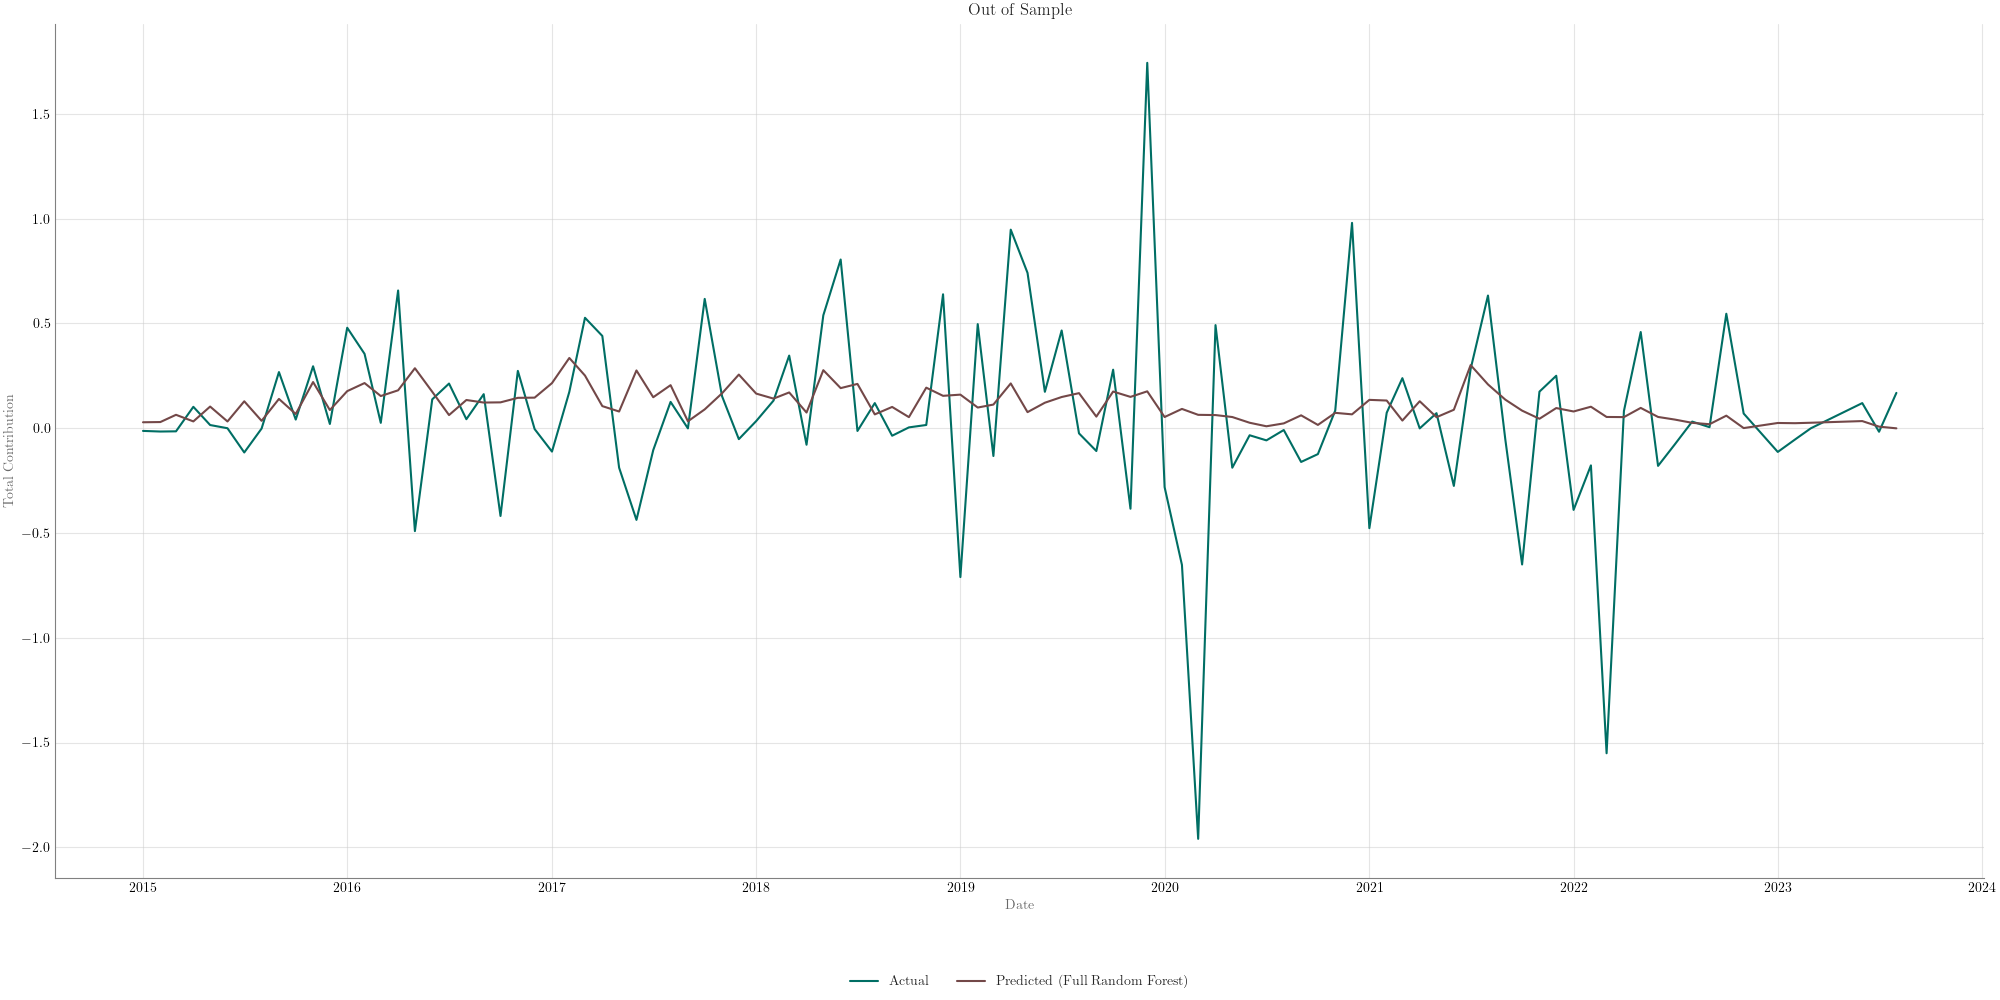 Out of Sample
Total Contribution
1.5
1.0
0.5
0.0
−0.5
−1.0
−1.5
−2.0
2015 2016 2017 2018 2019 2020 2021 2022 2023 2024
Date
Actual Predicted (Full Random Forest)